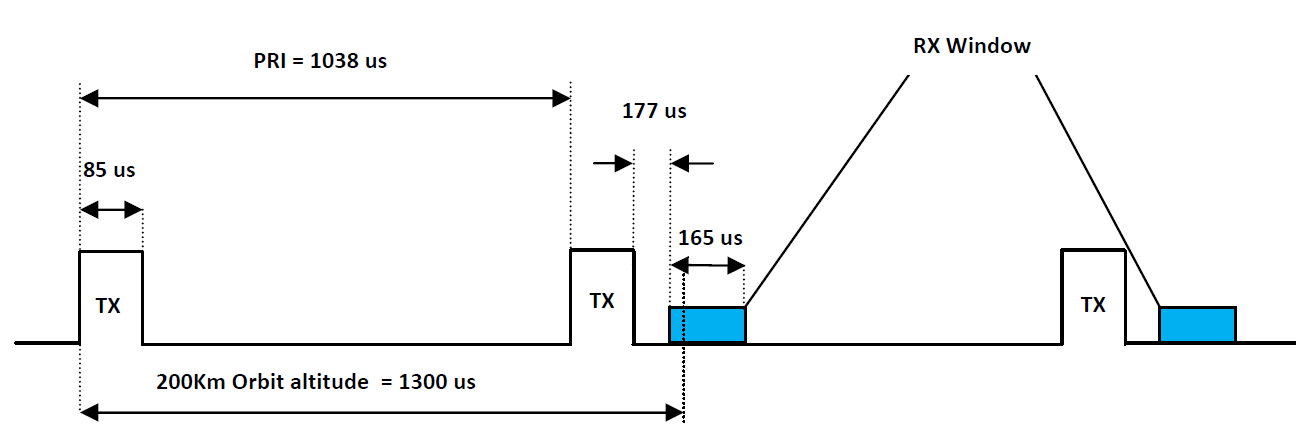 RX Window
PRI = 1038 us
177 us
85 us
165 us
TX
TX
TX
200Km Orbit altitude  = 1300 us